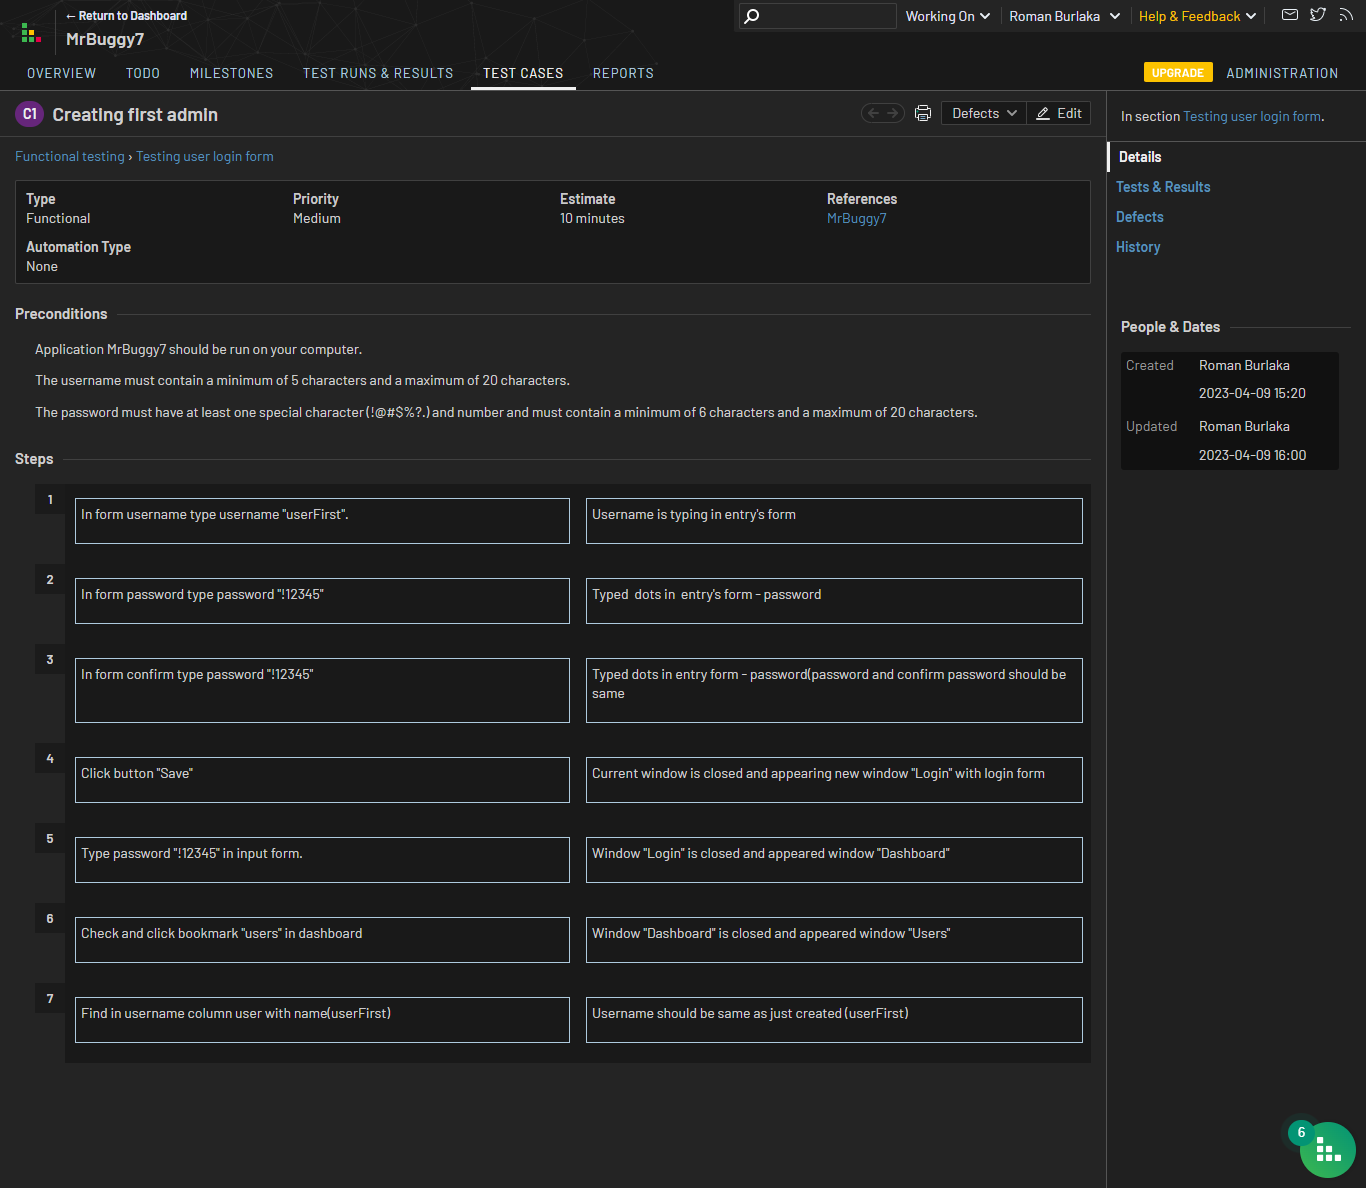 ← Return to Dashboard
MrBuggy7
Working On
Roman Burlaka
Help & Feedback
OVERVIEW
TODO
MILESTONES
TEST RUNS & RESULTS
TEST CASES
REPORTS
UPGRADE
ADMINISTRATION
C1
Creating first admin
Defects
Edit
In section Testing user login form.
Functional testing › Testing user login form
Details
Tests & Results
Defects
History
Type
Functional
Priority
Medium
Estimate
10 minutes
References
MrBuggy7
Automation Type
None
Preconditions
Application MrBuggy7 should be run on your computer.
The username must contain a minimum of 5 characters and a maximum of 20 characters.
The password must have at least one special character (!@#$%?.) and number and must contain a minimum of 6 characters and a maximum of 20 characters.
People & Dates
Created
Roman Burlaka
2023-04-09 15:20
Updated
Roman Burlaka
2023-04-09 16:00
Steps
1
In form username type username "userFirst".
Username is typing in entry's form
2
In form password type password "!12345"
Typed  dots in  entry's form - password
3
In form confirm type password "!12345"
Typed dots in entry form - password(password and confirm password should be
same
4
Click button "Save"
Current window is closed and appearing new window "Login" with login form
5
Type password "!12345" in input form.
Window "Login" is closed and appeared window "Dashboard"
6
Check and click bookmark "users" in dashboard
Window "Dashboard" is closed and appeared window "Users"
7
Find in username column user with name(userFirst)
Username should be same as just created (userFirst)
6